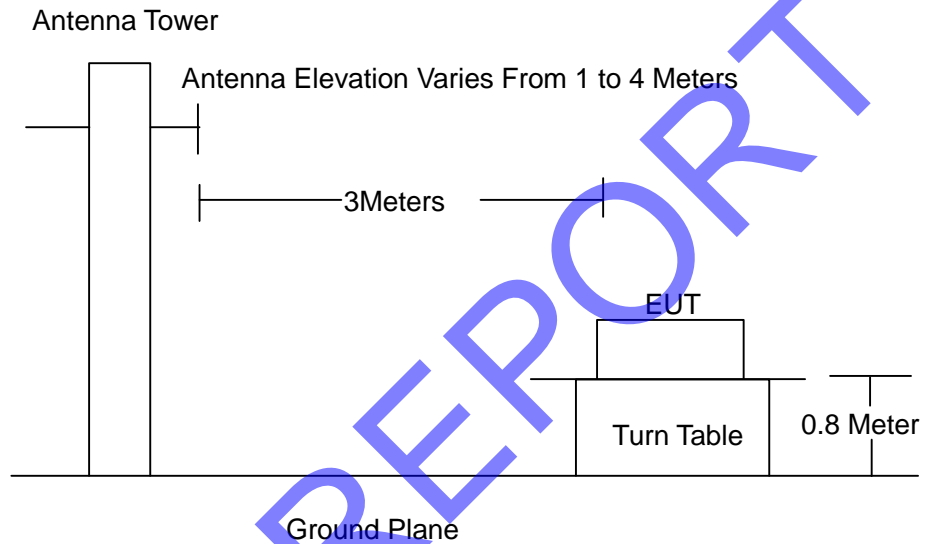 Antenna Tower
Antenna Elevation Varies From 1 to 4 Meters
3Meters
EUT
Turn Table
0.8 Meter
Ground Plane
REPORT